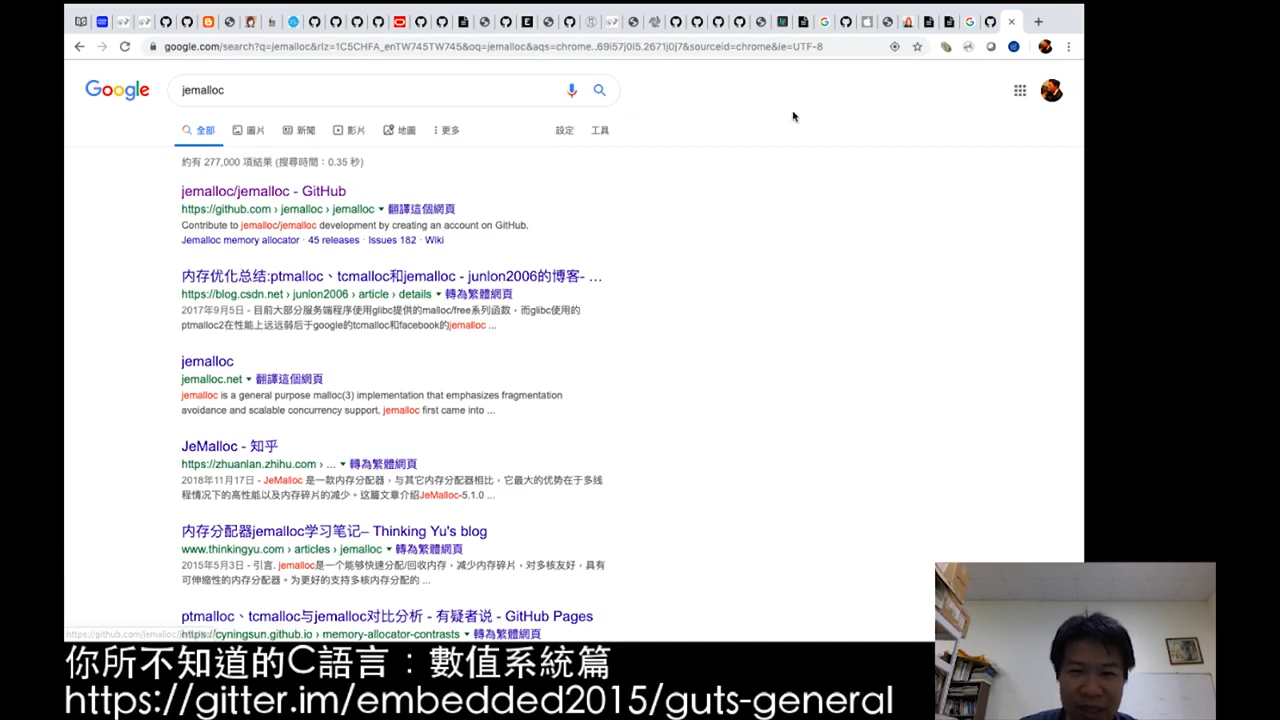 google.com/search?q=jemalloc&rlz=1C5CHFA_enTW745TW745&oq=jemalloc&aqs=chrome..69i57j0i5.2671j0j7&sourceid=chrome&ie=UTF-8
Google
jemalloc
全部 圖片 新聞 影片 地圖 更多 設定 工具
約有 277,000 項結果 (搜尋時間：0.35 秒)
jemalloc/jemalloc - GitHub
https://github.com › jemalloc › jemalloc 翻譯這個網頁
Contribute to jemalloc/jemalloc development by creating an account on GitHub.
Jemalloc memory allocator · 45 releases · Issues 182 · Wiki
内存优化总结:ptmalloc、tcmalloc和jemalloc - junlon2006的博客- ...
https://blog.csdn.net › junlon2006 › article › details 轉為繁體網頁
2017年9月5日 - 目前大部分服务端程序使用glibc提供的malloc/free系列函数，而glibc使用的
ptmalloc2在性能上远远弱后于google的tcmalloc和facebook的jemalloc ...
jemalloc
jemalloc.net 翻譯這個網頁
jemalloc is a general purpose malloc(3) implementation that emphasizes fragmentation
avoidance and scalable concurrency support. jemalloc first came into ...
JeMalloc - 知乎
https://zhuanlan.zhihu.com › ... 轉為繁體網頁
2018年11月17日 - JeMalloc 是一款内存分配器，与其它内存分配器相比，它最大的优势在于多线
程情况下的高性能以及内存碎片的减少。这篇文章介绍JeMalloc-5.1.0 ...
内存分配器jemalloc学习笔记– Thinking Yu's blog
www.thinkingyu.com › articles › jemalloc 轉為繁體網頁
2015年5月3日 - 引言. jemalloc是一个能够快速分配/回收内存，减少内存碎片，对多核友好，具有
可伸缩性的内存分配器。为更好的支持多核内存分配的 ...
ptmalloc、tcmalloc与jemalloc对比分析 - 有疑者说 - GitHub Pages
https://cyningsun.github.io › memory-allocator-contrasts 轉為繁體網頁
你所不知道的C語言：數值系統篇
https://gitter.im/embedded2015/guts-general